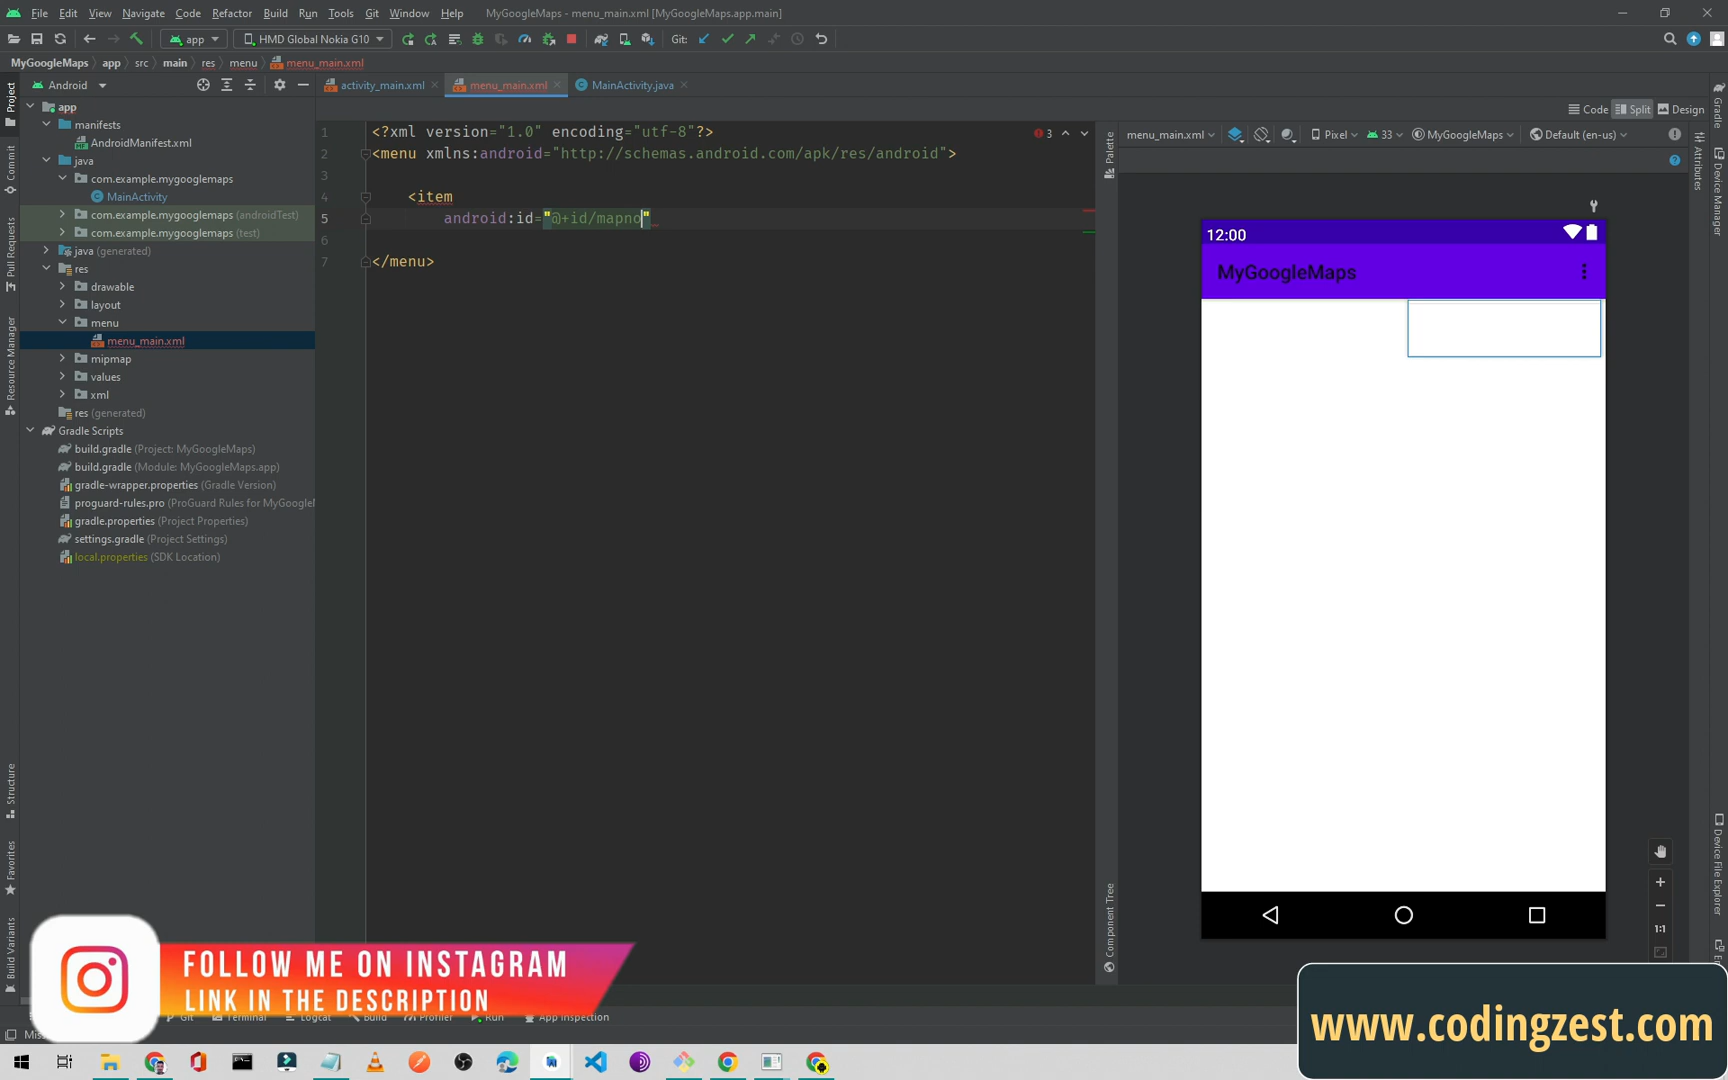 File Edit View Navigate Code Refactor Build Run Tools Git Window Help MyGoogleMaps - menu_main.xml [MyGoogleMaps.app.main]
app HMD Global Nokia G10 Git:
MyGoogleMaps app src main res menu menu_main.xml
Android
activity_main.xml menu_main.xml MainActivity.java
Code Split Design
app
manifests
AndroidManifest.xml
java
com.example.mygooglemaps
MainActivity
com.example.mygooglemaps (androidTest)
com.example.mygooglemaps (test)
java (generated)
res
drawable
layout
menu
menu_main.xml
mipmap
values
xml
res (generated)
Gradle Scripts
build.gradle (Project: MyGoogleMaps)
build.gradle (Module: MyGoogleMaps.app)
gradle-wrapper.properties (Gradle Version)
proguard-rules.pro (ProGuard Rules for MyGoogle
gradle.properties (Project Properties)
settings.gradle (Project Settings)
local.properties (SDK Location)
1 <?xml version="1.0" encoding="utf-8"?>
2 <menu xmlns:android="http://schemas.android.com/apk/res/android">
3
4 <item
5 android:id="@+id/mapno"
6
7 </menu>
3
menu_main.xml Pixel 33 MyGoogleMaps Default (en-us)
12:00
MyGoogleMaps
1:1
Project
Commit
Pull Requests
Resource Manager
Structure
Favorites
Build Variants
Palette
Component Tree
Gradle
Attributes
Device Manager
Device File Explorer
FOLLOW ME ON INSTAGRAM
LINK IN THE DESCRIPTION
Git Terminal Logcat Build Profiler Run App Inspection
www.codingzest.com